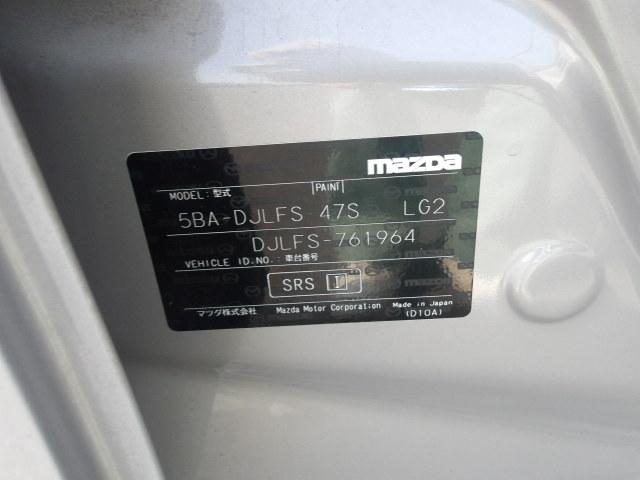 mazda
MODEL: 型式 PAINT
5BA-DJLFS 47S LG2
DJLFS-761964
VEHICLE ID.NO.: 車台番号
SRS I
マツダ株式会社 Mazda Motor Corporation Made in Japan
(D10A)